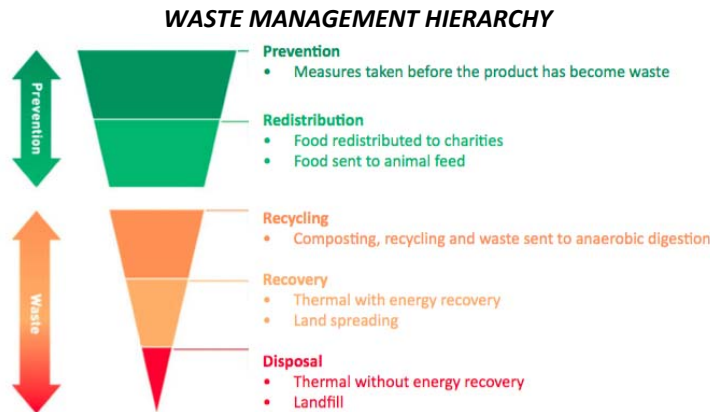 WASTE MANAGEMENT HIERARCHY
Prevention
• Measures taken before the product has become waste
Prevention
Redistribution
• Food redistributed to charities
• Food sent to animal feed
Recycling
• Composting, recycling and waste sent to anaerobic digestion
Recovery
• Thermal with energy recovery
• Land spreading
Waste
Disposal
• Thermal without energy recovery
• Landfill